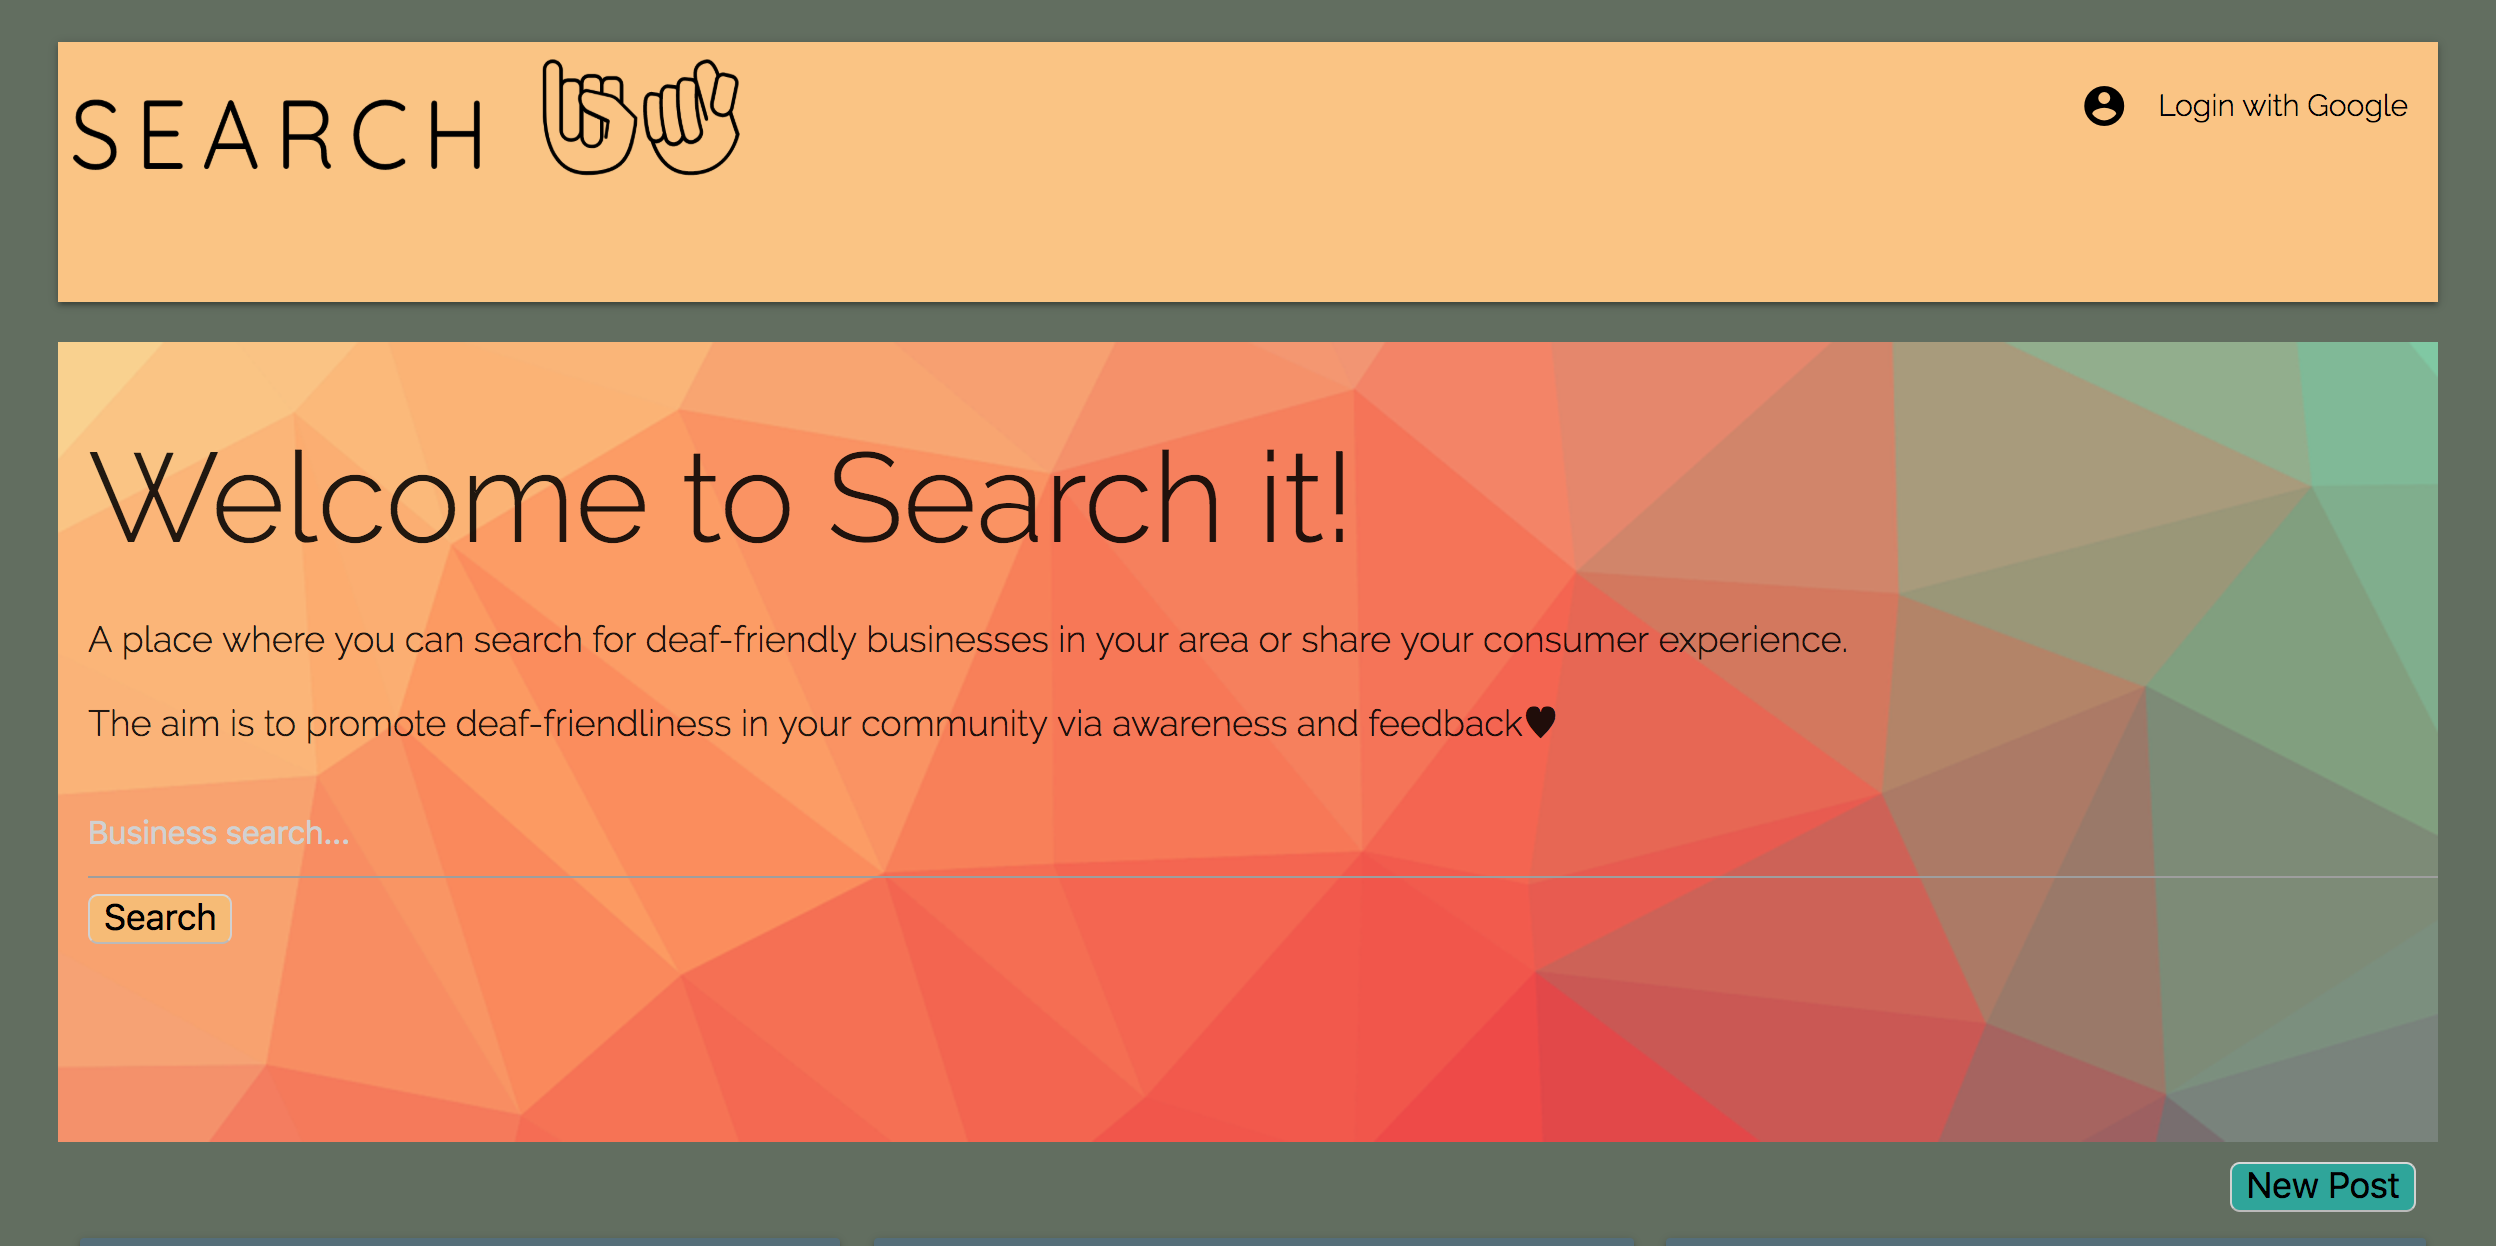 SEARCH
Login with Google
Welcome to Search it!
A place where you can search for deaf-friendly businesses in your area or share your consumer experience.
The aim is to promote deaf-friendliness in your community via awareness and feedback♥
Business search...
Search
New Post